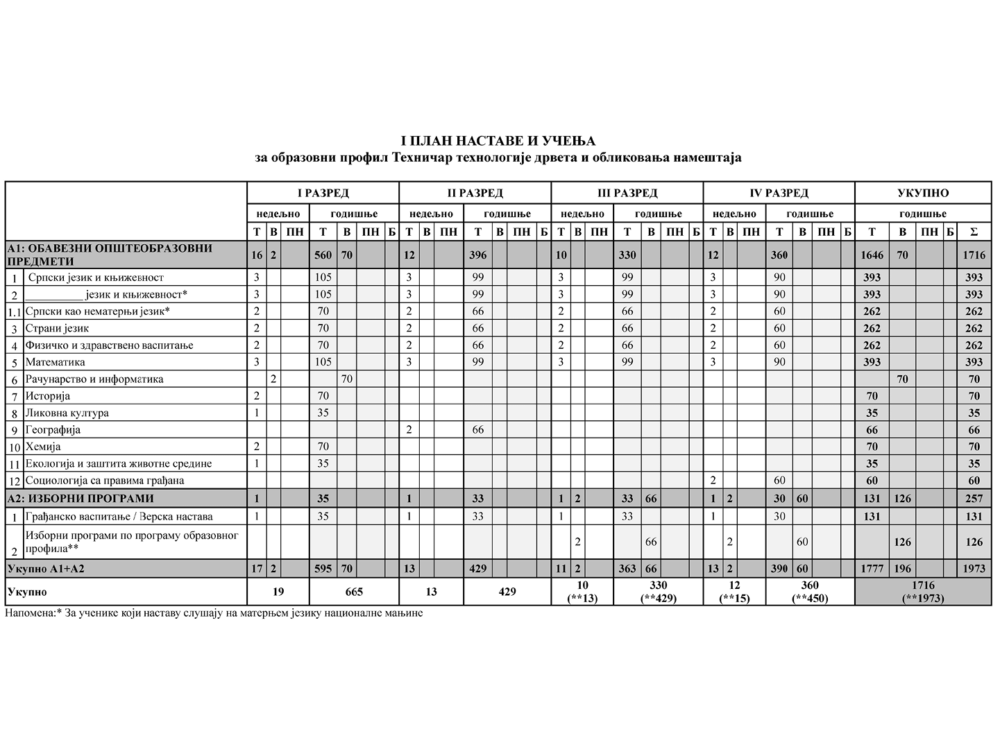 I ПЛАН НАСТАВЕ И УЧЕЊА
за образовни профил Техничар технологије дрвета и обликовања намештаја
I РАЗРЕД II РАЗРЕД III РАЗРЕД IV РАЗРЕД УКУПНО
недељно годишње недељно годишње недељно годишње недељно годишње годишње
Т В ПН Т В ПН Б Т В ПН Т В ПН Б Т В ПН Т В ПН Б Т В ПН Т В ПН Б Т В ПН Б Σ
А1: ОБАВЕЗНИ ОПШТЕОБРАЗОВНИ
ПРЕДМЕТИ 16 2 560 70 12 396 10 330 12 360 1646 70 1716
1 Српски језик и књижевност 3 105 3 99 3 99 3 90 393 393
2 __________ језик и књижевност* 3 105 3 99 3 99 3 90 393 393
1.1 Српски као нематерњи језик* 2 70 2 66 2 66 2 60 262 262
3 Страни језик 2 70 2 66 2 66 2 60 262 262
4 Физичко и здравствено васпитање 2 70 2 66 2 66 2 60 262 262
5 Математика 3 105 3 99 3 99 3 90 393 393
6 Рачунарство и информатика 2 70 70 70
7 Историја 2 70 70 70
8 Ликовна култура 1 35 35 35
9 Географија 2 66 66 66
10 Хемија 2 70 70 70
11 Екологија и заштита животне средине 1 35 35 35
12 Социологија са правима грађана 2 60 60 60
А2: ИЗБОРНИ ПРОГРАМИ 1 35 1 33 1 2 33 66 1 2 30 60 131 126 257
1 Грађанско васпитање / Верска настава 1 35 1 33 1 33 1 30 131 131
2 Изборни програми по програму образовног
профила** 2 66 2 60 126 126
Укупно А1+А2 17 2 595 70 13 429 11 2 363 66 13 2 390 60 1777 196 1973
Укупно 19 665 13 429 10 330 12 360 1716
(**13) (**429) (**15) (**450) (**1973)
Напомена:* За ученике који наставу слушају на матерњем језику националне мањине